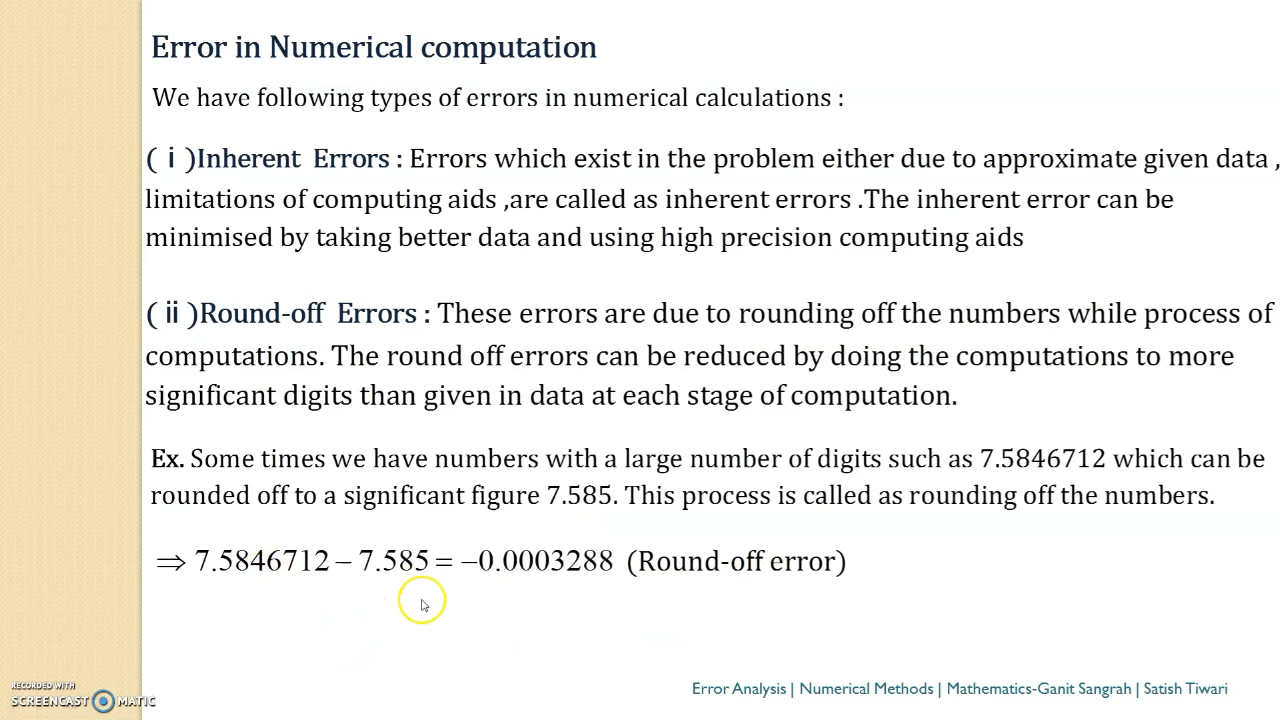 Error in Numerical computation
We have following types of errors in numerical calculations :
( ⅰ )Inherent Errors : Errors which exist in the problem either due to approximate given data ,
limitations of computing aids ,are called as inherent errors .The inherent error can be
minimised by taking better data and using high precision computing aids
( ⅱ )Round-off Errors : These errors are due to rounding off the numbers while process of
computations. The round off errors can be reduced by doing the computations to more
significant digits than given in data at each stage of computation.
Ex. Some times we have numbers with a large number of digits such as 7.5846712 which can be
rounded off to a significant figure 7.585. This process is called as rounding off the numbers.
⇒ 7.5846712 − 7.585 = −0.0003288 (Round-off error)
Error Analysis | Numerical Methods | Mathematics-Ganit Sangrah | Satish Tiwari
RECORDED WITH
SCREENCAST MATIC